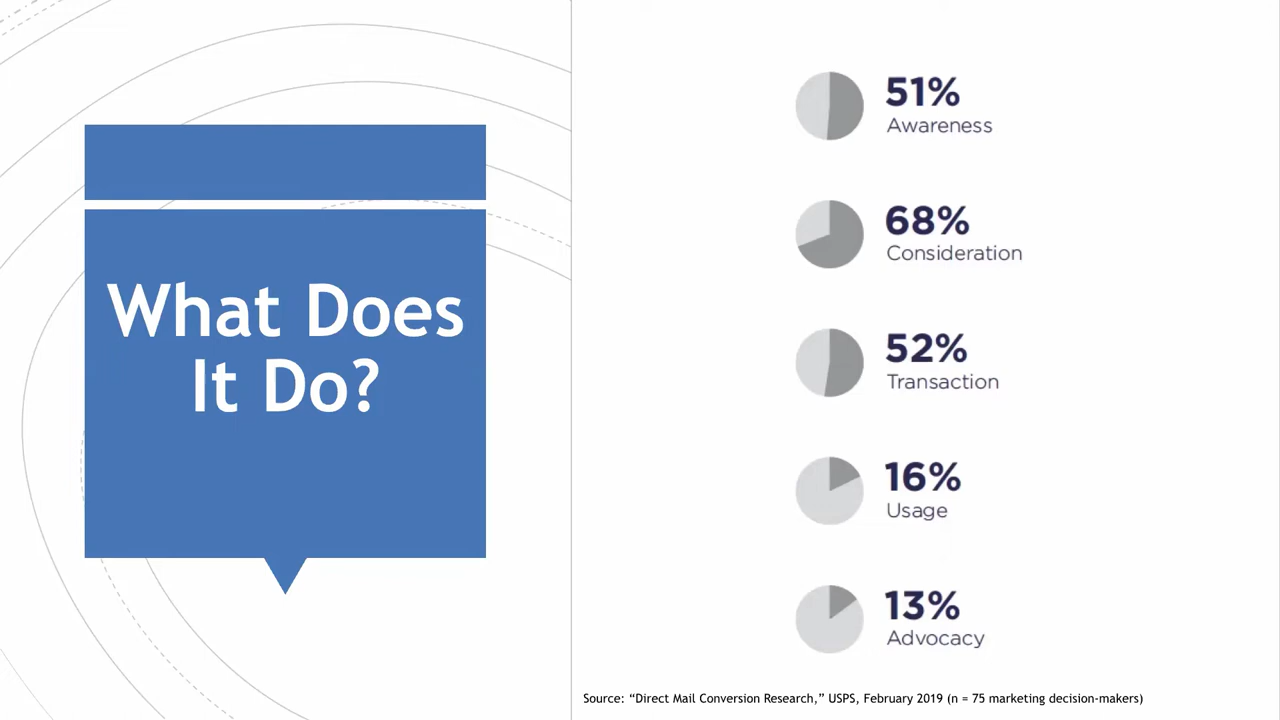 What Does
It Do?
51%
Awareness
68%
Consideration
52%
Transaction
16%
Usage
13%
Advocacy
Source: “Direct Mail Conversion Research,” USPS, February 2019 (n = 75 marketing decision-makers)